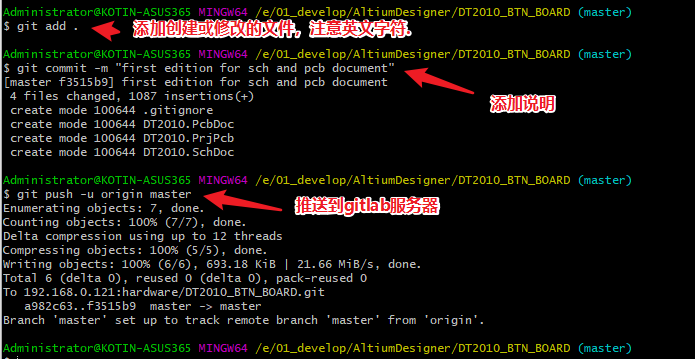 Administrator@KOTIN-ASUS365 MINGW64 /e/01_develop/AltiumDesigner/DT2010_BTN_BOARD (master)
$ git add .
添加创建或修改的文件，注意英文字符.
Administrator@KOTIN-ASUS365 MINGW64 /e/01_develop/AltiumDesigner/DT2010_BTN_BOARD (master)
$ git commit -m "first edition for sch and pcb document"
[master f3515b9] first edition for sch and pcb document
4 files changed, 1087 insertions(+)
添加说明
create mode 100644 .gitignore
create mode 100644 DT2010.PcbDoc
create mode 100644 DT2010.PrjPcb
create mode 100644 DT2010.SchDoc
Administrator@KOTIN-ASUS365 MINGW64 /e/01_develop/AltiumDesigner/DT2010_BTN_BOARD (master)
$ git push -u origin master
推送到gitlab服务器
Enumerating objects: 7, done.
Counting objects: 100% (7/7), done.
Delta compression using up to 12 threads
Compressing objects: 100% (5/5), done.
Writing objects: 100% (6/6), 693.18 KiB | 21.66 MiB/s, done.
Total 6 (delta 0), reused 0 (delta 0), pack-reused 0
To 192.168.0.121:hardware/DT2010_BTN_BOARD.git
a982c63..f3515b9  master -> master
Branch 'master' set up to track remote branch 'master' from 'origin'.
Administrator@KOTIN-ASUS365 MINGW64 /e/01_develop/AltiumDesigner/DT2010_BTN_BOARD (master)